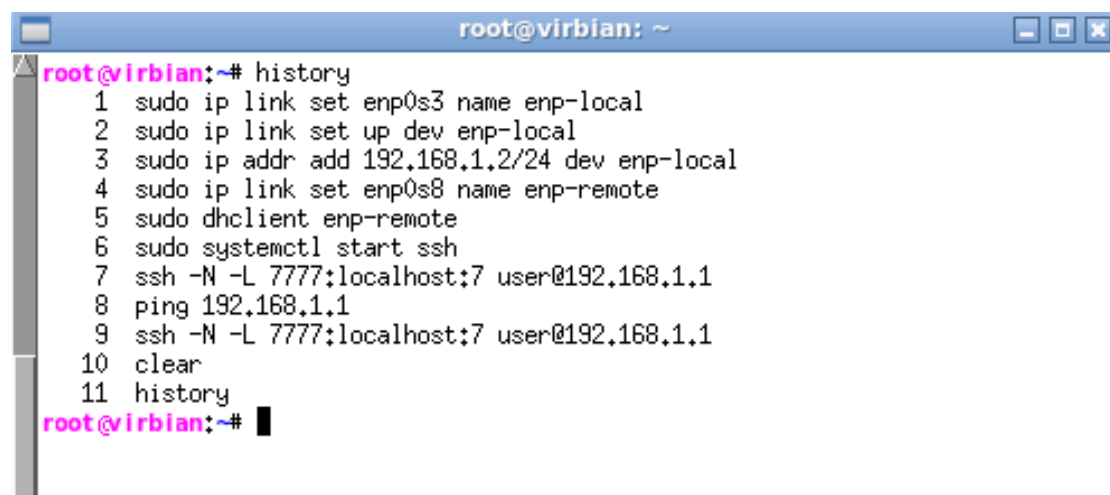 root@virbian: ~
root@virbian:~# history
1 sudo ip link set enp0s3 name enp-local
2 sudo ip link set up dev enp-local
3 sudo ip addr add 192.168.1.2/24 dev enp-local
4 sudo ip link set enp0s8 name enp-remote
5 sudo dhclient enp-remote
6 sudo systemctl start ssh
7 ssh -N -L 7777:localhost:7 user@192.168.1.1
8 ping 192.168.1.1
9 ssh -N -L 7777:localhost:7 user@192.168.1.1
10 clear
11 history
root@virbian:~#